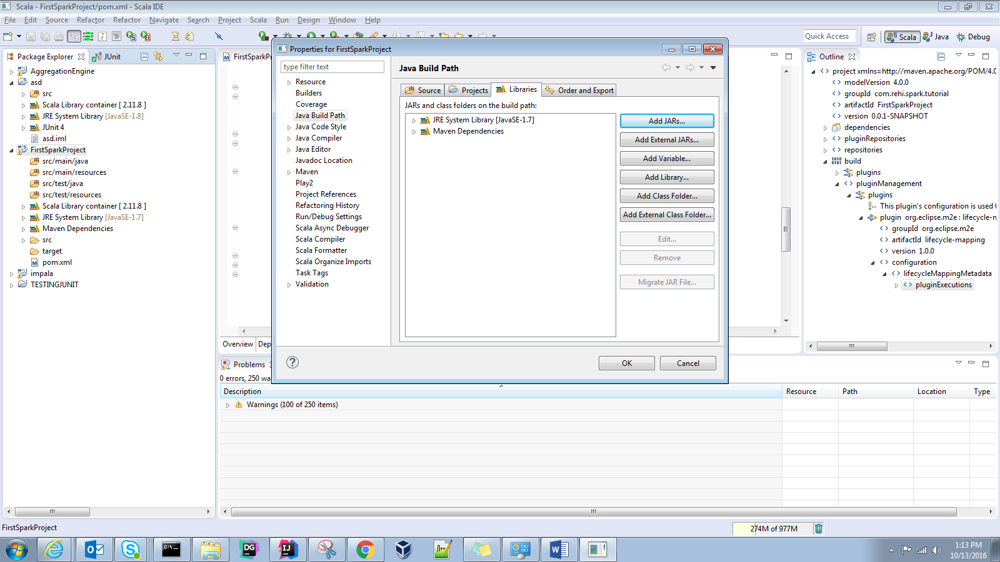 Scala - FirstSparkProject/pom.xml - Scala IDE
File Edit Source Refactor Refactor Navigate Search Project Scala Run Design Window Help
Quick Access
Scala Java Debug
Package Explorer
JUnit
AggregationEngine
asd
src
Scala Library container [ 2.11.8 ]
JRE System Library [JavaSE-1.8]
JUnit 4
asd.iml
FirstSparkProject
src/main/java
src/main/resources
src/test/java
src/test/resources
Scala Library container [ 2.11.8 ]
JRE System Library [JavaSE-1.7]
Maven Dependencies
src
target
pom.xml
impala
TESTINGJUNIT
FirstSparkP
Overview
Dep
Properties for FirstSparkProject
type filter text
Resource
Builders
Coverage
Java Build Path
Java Code Style
Java Compiler
Java Editor
Javadoc Location
Maven
Play2
Project References
Refactoring History
Run/Debug Settings
Scala Async Debugger
Scala Compiler
Scala Formatter
Scala Organize Imports
Task Tags
Validation
Java Build Path
Source Projects Libraries Order and Export
JARs and class folders on the build path:
JRE System Library [JavaSE-1.7]
Maven Dependencies
Add JARs...
Add External JARs...
Add Variable...
Add Library...
Add Class Folder...
Add External Class Folder...
Edit...
Remove
Migrate JAR File...
OK
Cancel
Outline
project xmlns=http://maven.apache.org/POM/4.0
modelVersion 4.0.0
groupId com.rehi.spark.tutorial
artifactId FirstSparkProject
version 0.0.1-SNAPSHOT
dependencies
pluginRepositories
repositories
build
plugins
pluginManagement
plugins
This plugin's configuration is used t
plugin org.eclipse.m2e : lifecycle-m
groupId org.eclipse.m2e
artifactId lifecycle-mapping
version 1.0.0
configuration
lifecycleMappingMetadata
pluginExecutions
Problems
0 errors, 250 wa
Description Resource Path Location Type
Warnings (100 of 250 items)
FirstSparkProject
274M of 977M
1:13 PM
10/13/2016